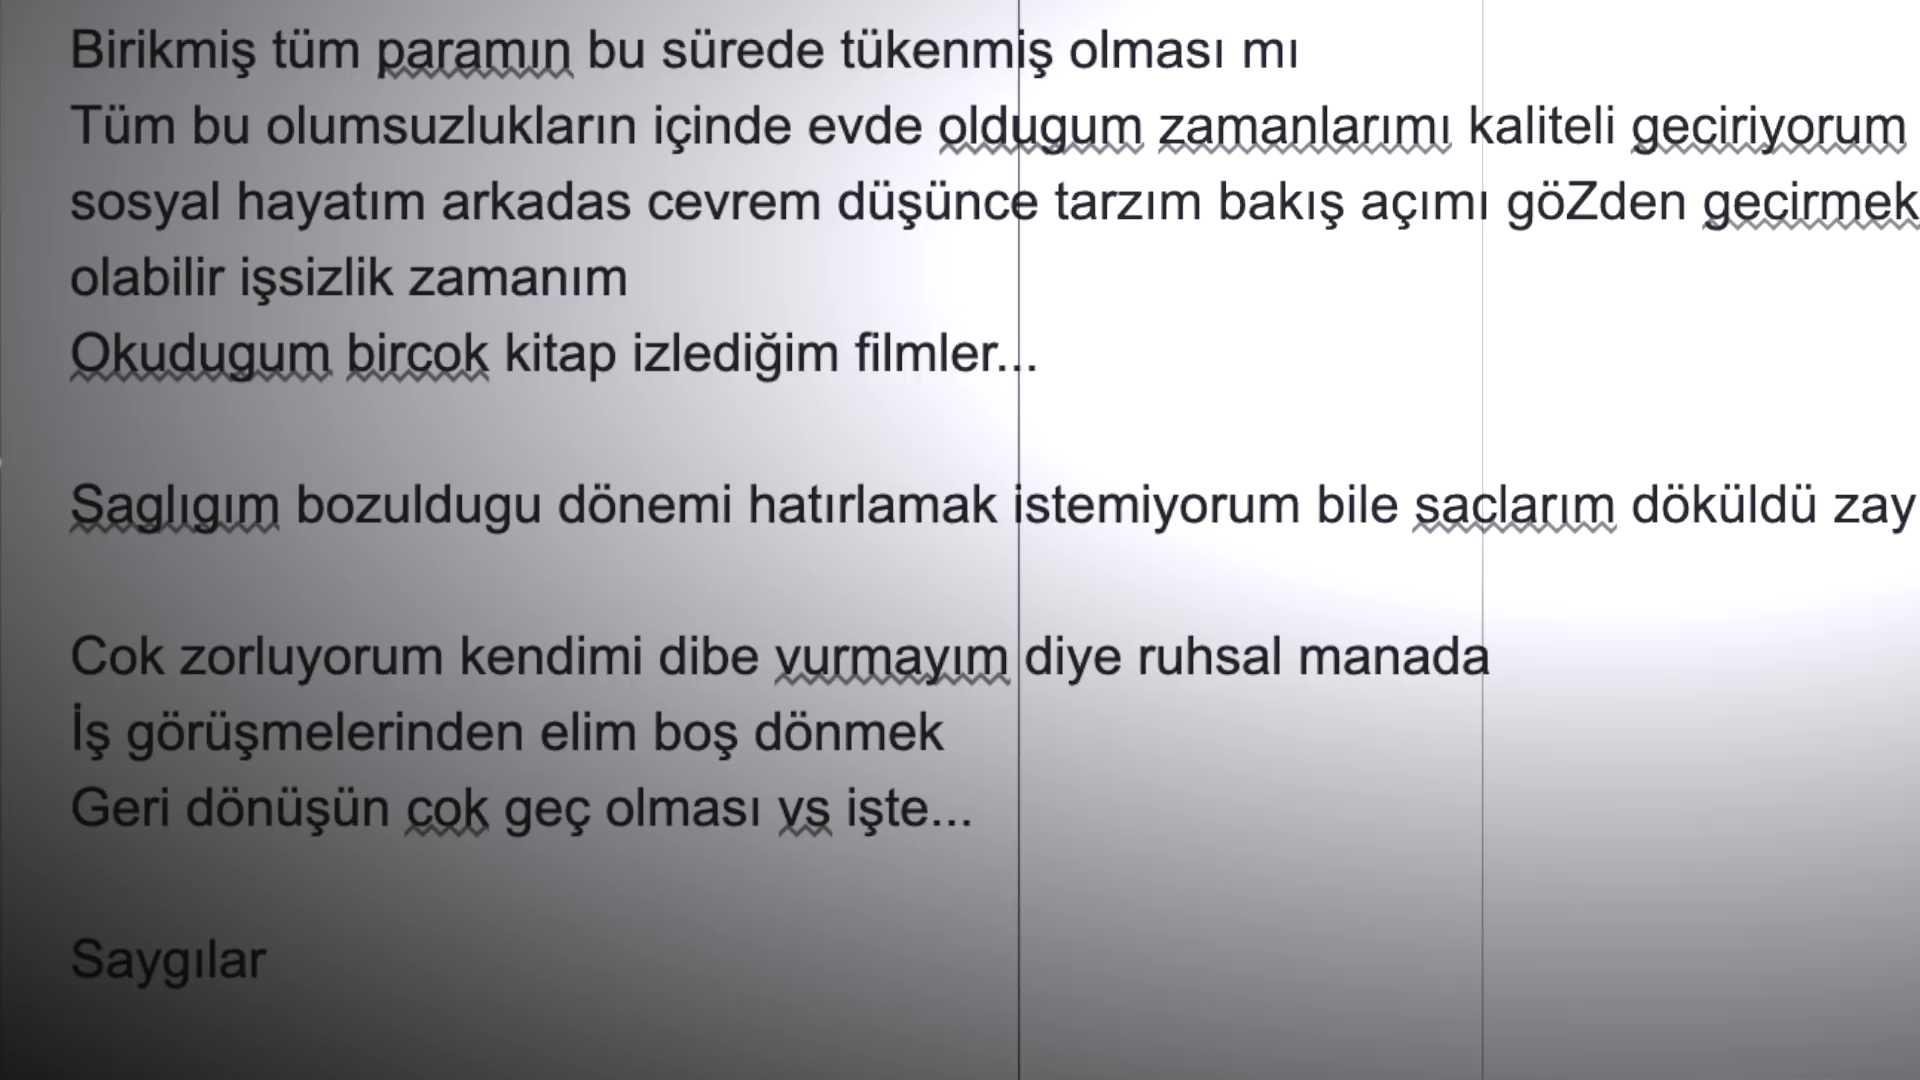 Birikmiş tüm paramın bu sürede tükenmiş olması mı
Tüm bu olumsuzlukların içinde evde oldugum zamanlarımı kaliteli geciriyorum
sosyal hayatım arkadas cevrem düşünce tarzım bakış açımı göZden gecirmek
olabilir işsizlik zamanım
Okudugum bircok kitap izlediğim filmler...
Saglıgım bozuldugu dönemi hatırlamak istemiyorum bile saclarım döküldü zay
Cok zorluyorum kendimi dibe vurmayım diye ruhsal manada
İş görüşmelerinden elim boş dönmek
Geri dönüşün cok geç olması vs işte...
Saygılar